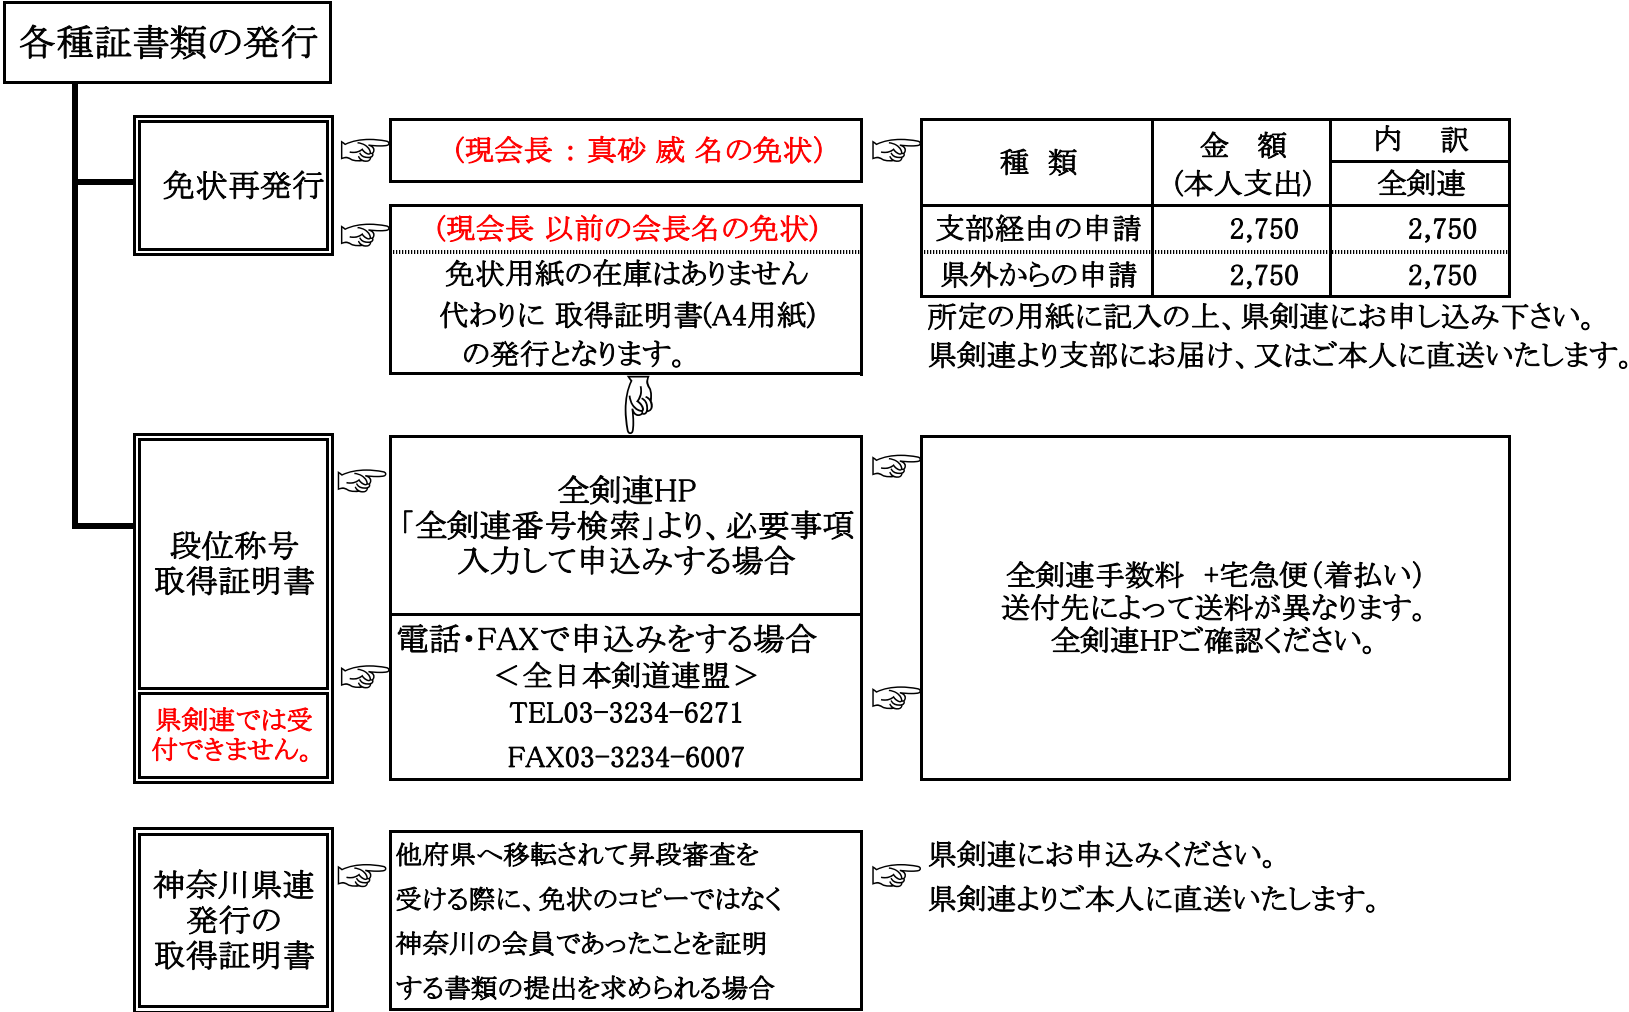 各種証書類の発行
免状再発行
(現会長 : 真砂 威 名の免状)
(現会長 以前の会長名の免状)
免状用紙の在庫はありません
代わりに 取得証明書(A4用紙)
の発行となります。
種 類
金 額
(本人支出)
内 訳
全剣連
支部経由の申請 2,750 2,750
県外からの申請 2,750 2,750
所定の用紙に記入の上、県剣連にお申し込み下さい。
県剣連より支部にお届け、又はご本人に直送いたします。
段位称号
取得証明書
県剣連では受
付できません。
全剣連HP
「全剣連番号検索」より、必要事項
入力して申込みする場合
電話・FAXで申込みをする場合
<全日本剣道連盟>
TEL03-3234-6271
FAX03-3234-6007
全剣連手数料 +宅急便(着払い)
送付先によって送料が異なります。
全剣連HPご確認ください。
神奈川県連
発行の
取得証明書
他府県へ移転されて昇段審査を
受ける際に、免状のコピーではなく
神奈川の会員であったことを証明
する書類の提出を求められる場合
県剣連にお申込みください。
県剣連よりご本人に直送いたします。